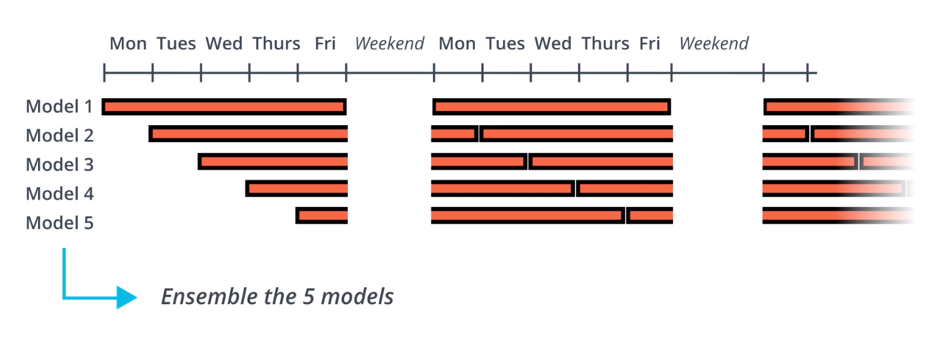 Mon Tues Wed Thurs Fri Weekend Mon Tues Wed Thurs Fri Weekend
Model 1
Model 2
Model 3
Model 4
Model 5
Ensemble the 5 models